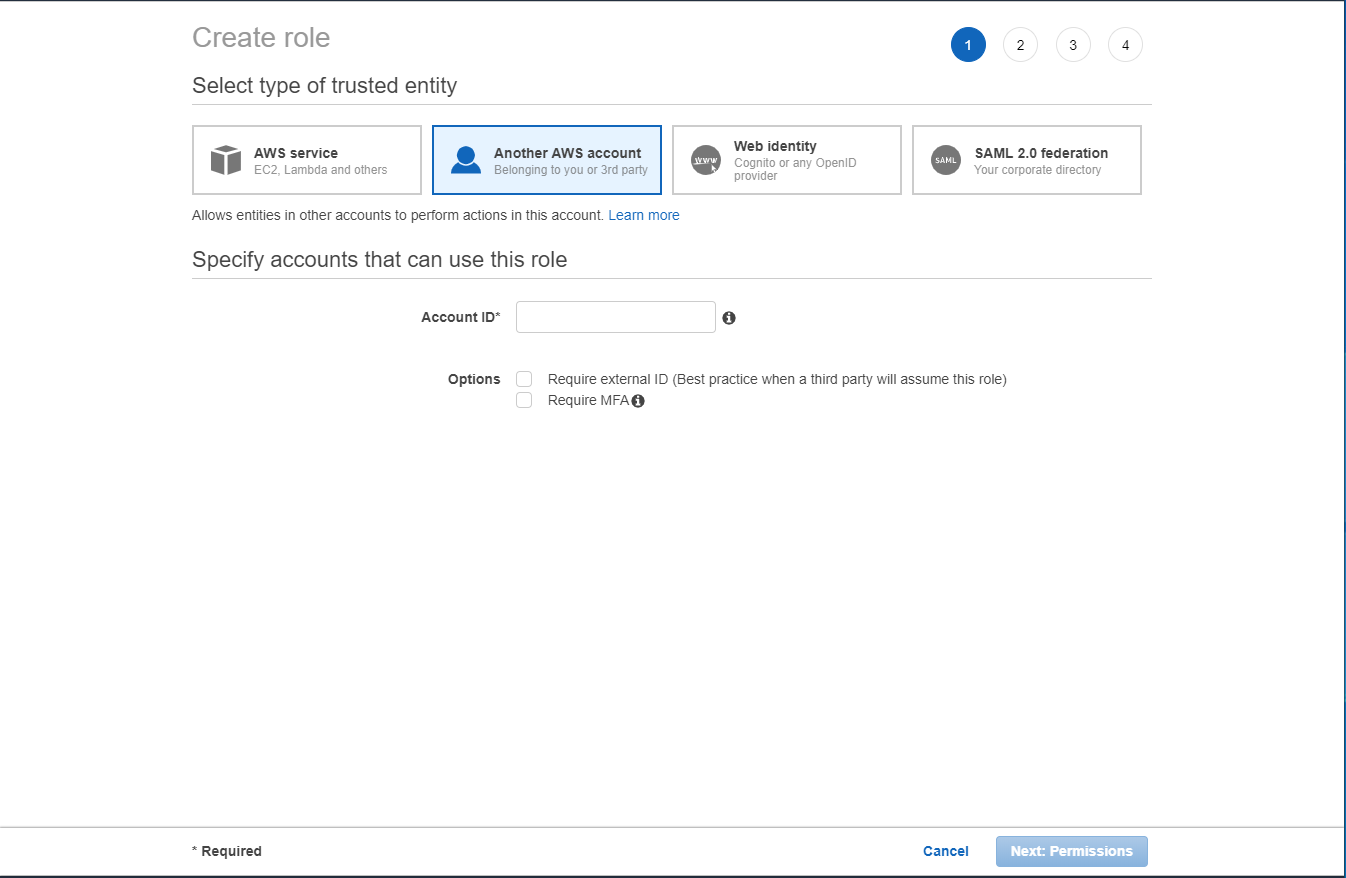 Create role
1 2 3 4
Select type of trusted entity
AWS service
EC2, Lambda and others
Another AWS account
Belonging to you or 3rd party
www
Web identity
Cognito or any OpenID
provider
SAML
SAML 2.0 federation
Your corporate directory
Allows entities in other accounts to perform actions in this account. Learn more
Specify accounts that can use this role
Account ID*
Options
Require external ID (Best practice when a third party will assume this role)
Require MFA
* Required
Cancel
Next: Permissions